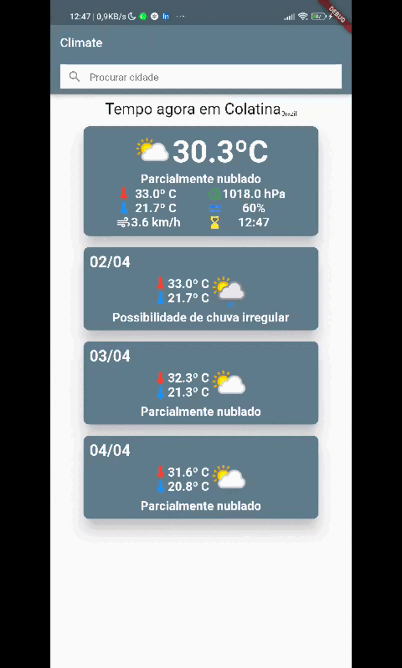 12:47 | 0,9KB/s
DEBUG
Climate
Procurar cidade
Tempo agora em Colatina Brazil
30.3ºC
Parcialmente nublado
33.0º C 1018.0 hPa
21.7º C 60%
3.6 km/h 12:47
02/04
33.0º C
21.7º C
Possibilidade de chuva irregular
03/04
32.3º C
21.3º C
Parcialmente nublado
04/04
31.6º C
20.8º C
Parcialmente nublado